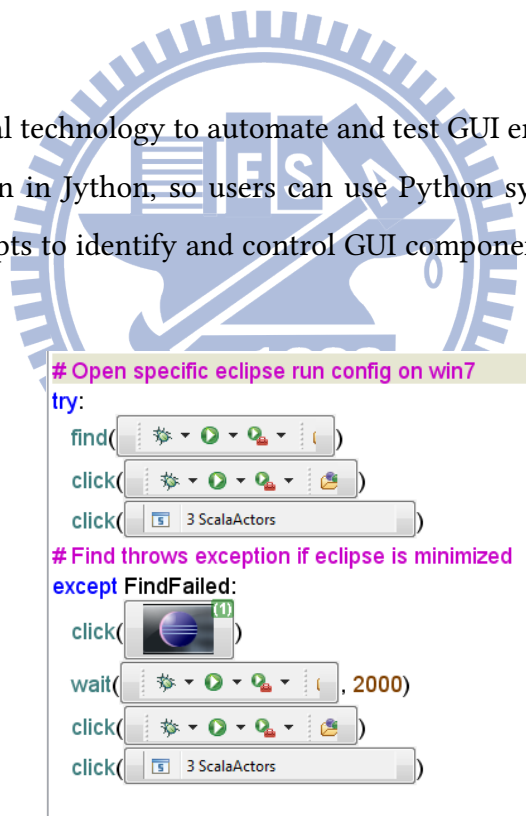 al technology to automate and test GUI en
n in Jython, so users can use Python sy
pts to identify and control GUI componen
ES A
# Open specific eclipse run config on win7
try:
find( )
click( )
click( 3 ScalaActors )
# Find throws exception if eclipse is minimized
except FindFailed:
click( (1) )
wait( , 2000)
click( )
click( 3 ScalaActors )